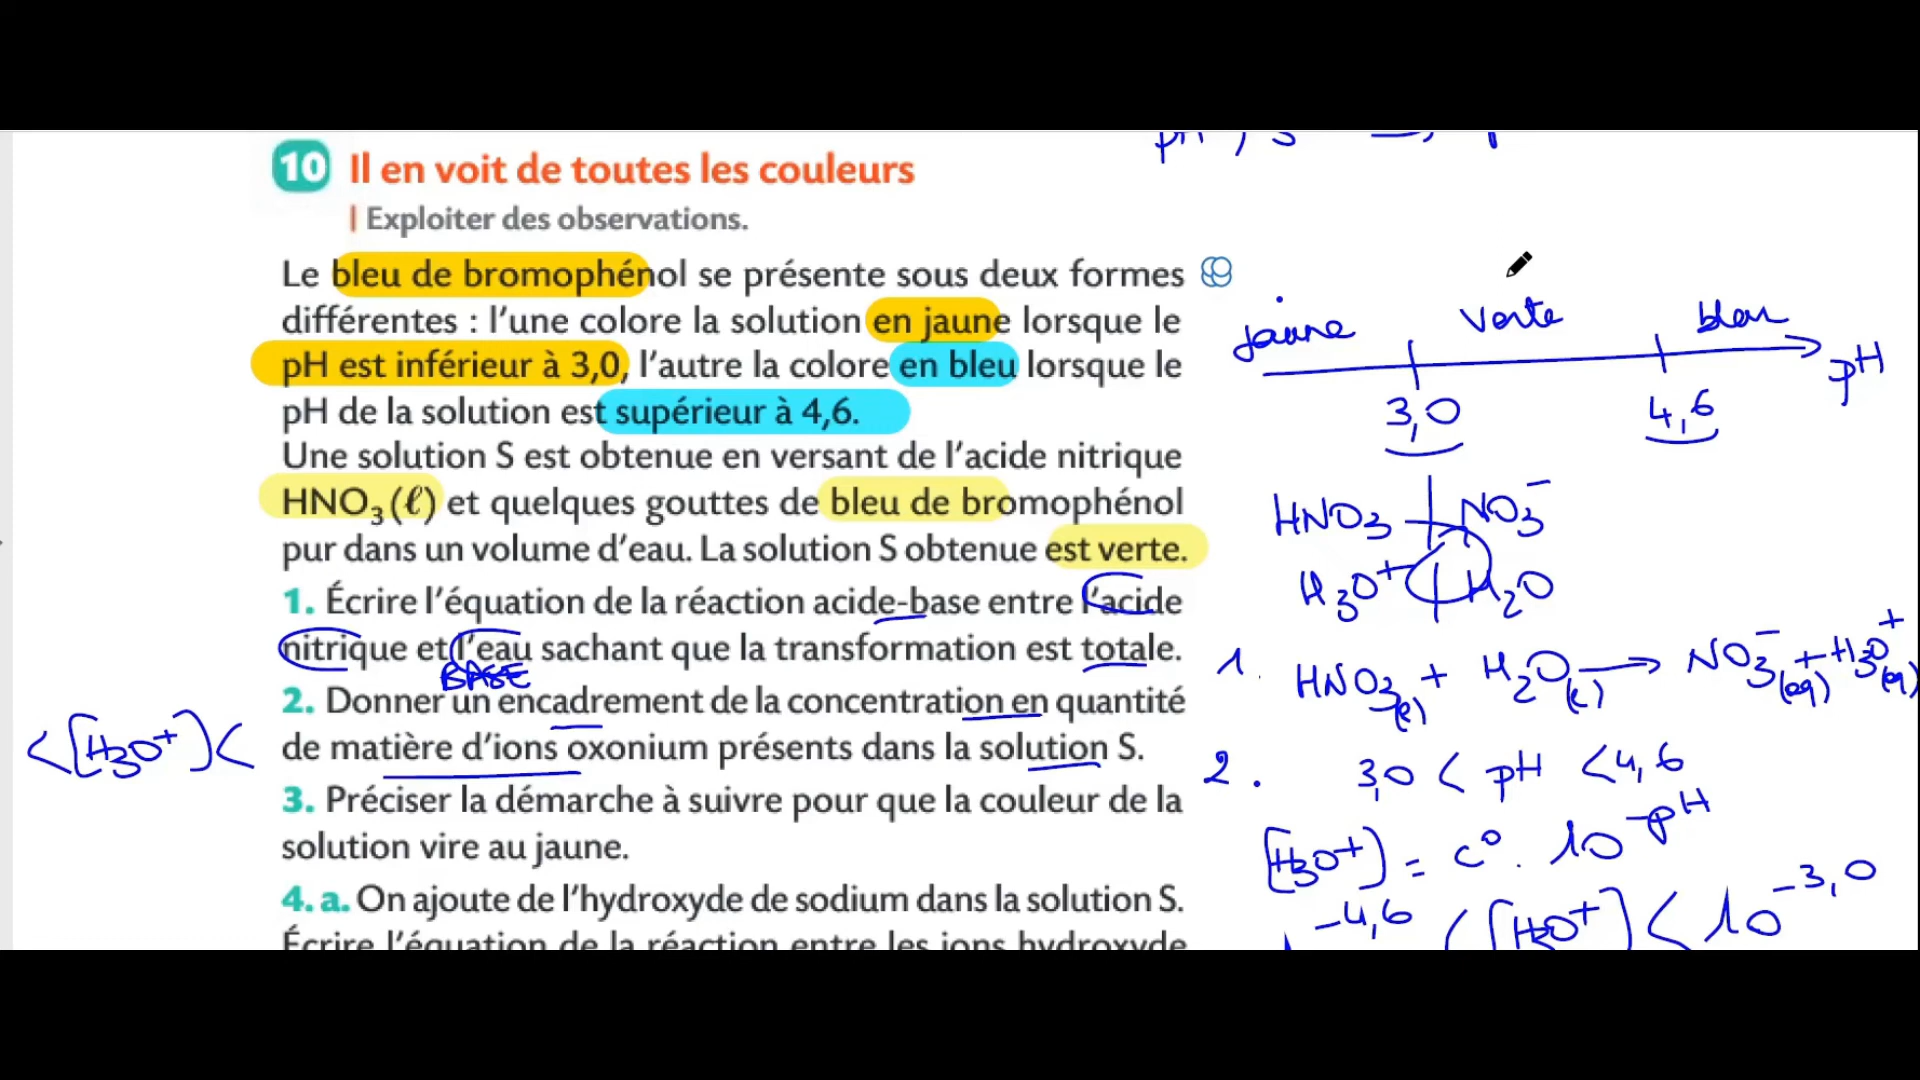 10 Il en voit de toutes les couleurs
| Exploiter des observations.
Le bleu de bromophénol se présente sous deux formes
différentes : l'une colore la solution en jaune lorsque le
pH est inférieur à 3,0, l'autre la colore en bleu lorsque le
pH de la solution est supérieur à 4,6.
Une solution S est obtenue en versant de l'acide nitrique
HNO₃(ℓ) et quelques gouttes de bleu de bromophénol
pur dans un volume d'eau. La solution S obtenue est verte.
1. Écrire l'équation de la réaction acide-base entre l'acide
nitrique et l'eau sachant que la transformation est totale.
BASE
2. Donner un encadrement de la concentration en quantité
de matière d'ions oxonium présents dans la solution S.
3. Préciser la démarche à suivre pour que la couleur de la
solution vire au jaune.
4. a. On ajoute de l'hydroxyde de sodium dans la solution S.
Écrire l'équation de la réaction entre les ions hydroxyde
< [H3O+] <
jaune verte bleu
pH
3,0 4,6
HNO3 | NO3-
H3O+ | H2O
1. HNO3(l) + H2O(l) → NO3-(aq) + H3O+(aq)
2. 3,0 < pH < 4,6
[H3O+] = c°. 10-pH
-4,6 < [H3O+] < 10-3,0